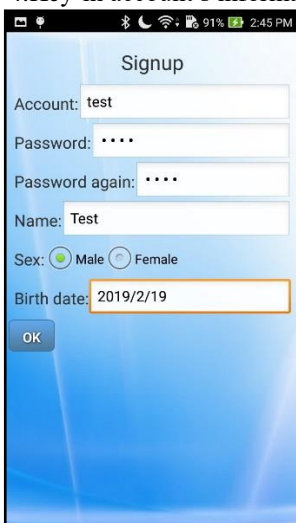 91% 2:45 PM
Signup
Account: test
Password: ••••
Password again: ••••
Name: Test
Sex: Male Female
Birth date: 2019/2/19
OK